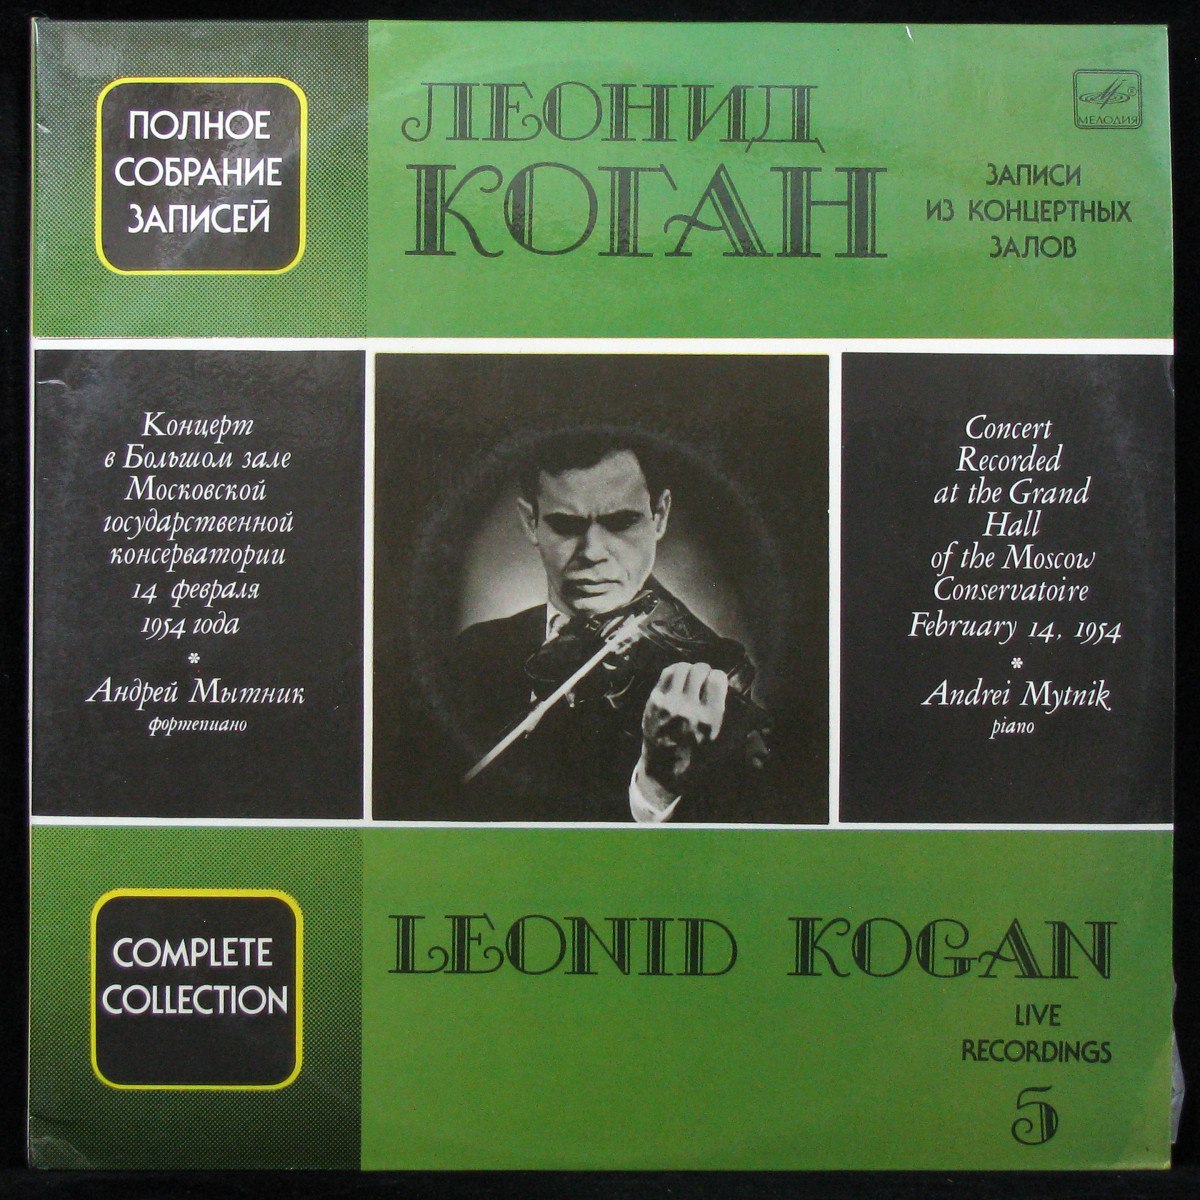 ПОЛНОЕ
СОБРАНИЕ
ЗАПИСЕЙ
ЛЕОНИД
КОГАН
МЕЛОДИЯ
ЗАПИСИ
ИЗ КОНЦЕРТНЫХ
ЗАЛОВ
Концерт
в Большом зале
Московской
государственной
консерватории
14 февраля
1954 года
*
Андрей Мытник
фортепиано
Concert
Recorded
at the Grand
Hall
of the Moscow
Conservatoire
February 14, 1954
*
Andrei Mytnik
piano
COMPLETE
COLLECTION
LEONID KOGAN
LIVE
RECORDINGS
5